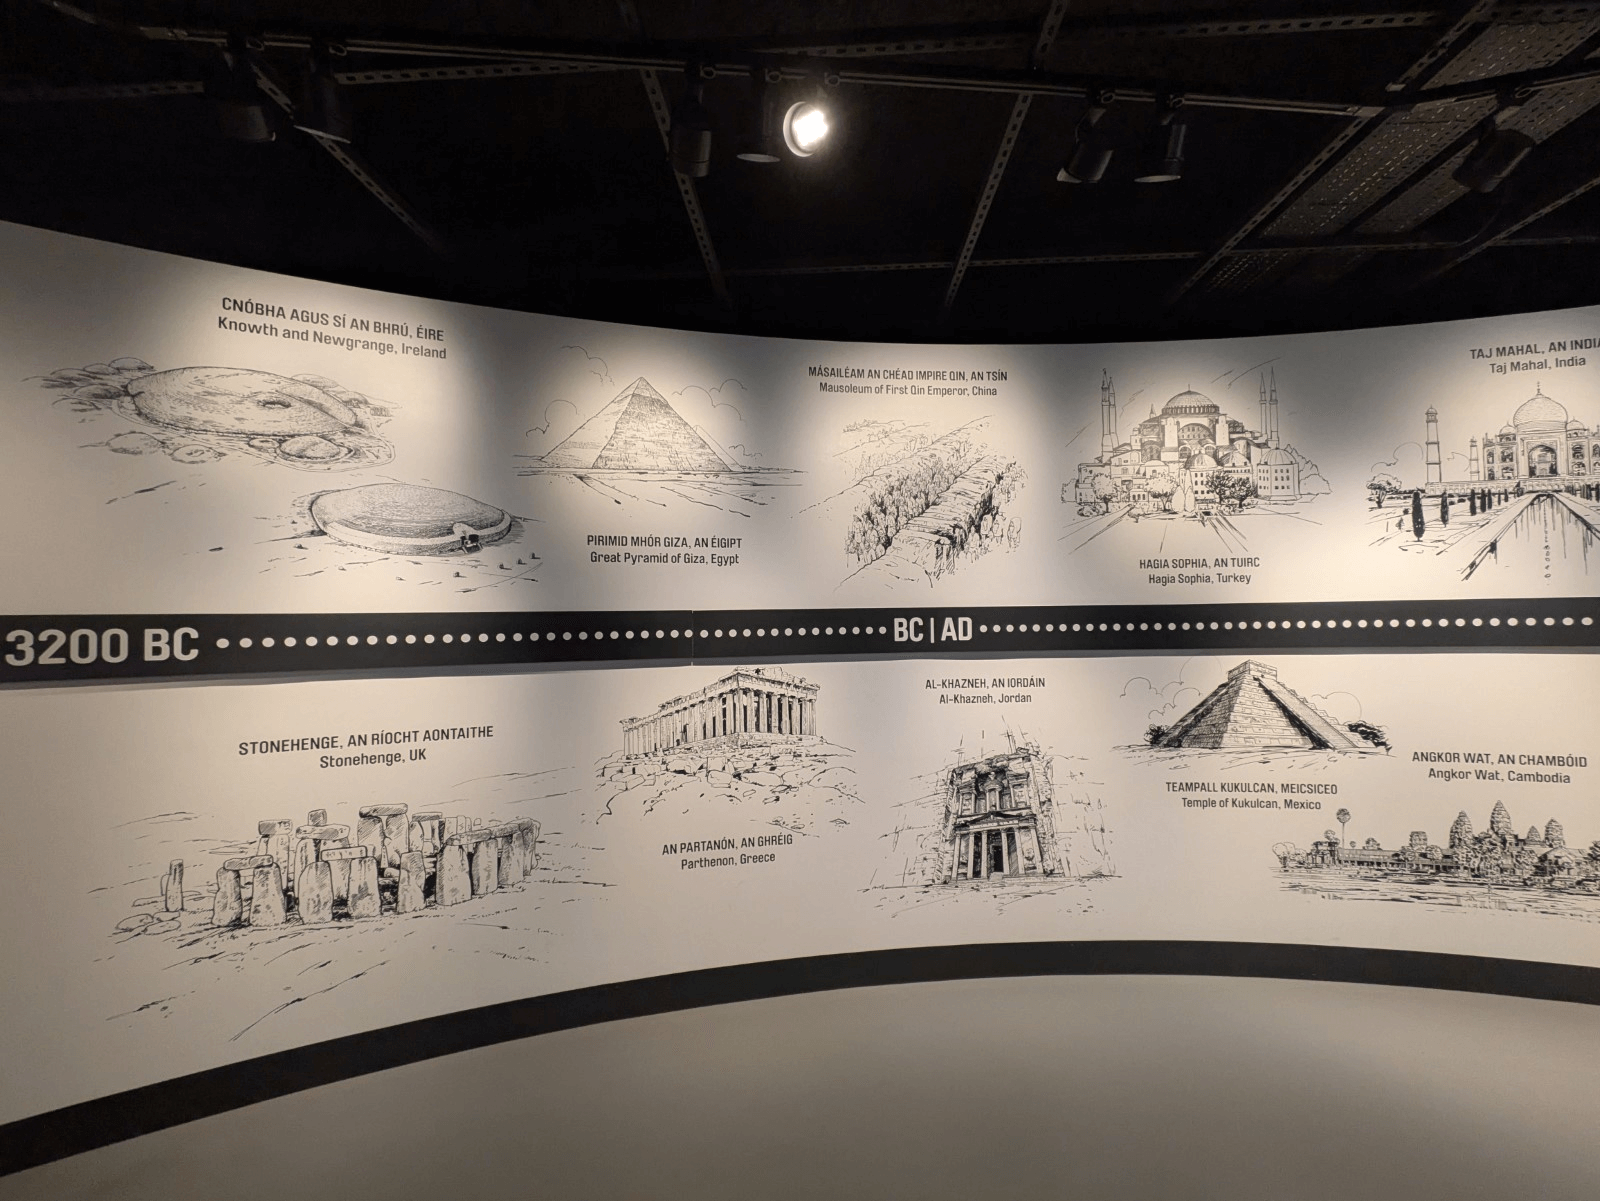 CNÓBHA AGUS SÍ AN BHRÚ, ÉIRE
Knowth and Newgrange, Ireland
PIRIMID MHÓR GIZA, AN ÉIGIPT
Great Pyramid of Giza, Egypt
MÁSAILÉAM AN CHÉAD IMPIRE QIN, AN TSÍN
Mausoleum of First Qin Emperor, China
HAGIA SOPHIA, AN TUIRC
Hagia Sophia, Turkey
TAJ MAHAL, AN INDIA
Taj Mahal, India
3200 BC
BC | AD
STONEHENGE, AN RÍOCHT AONTAITHE
Stonehenge, UK
AN PARTANÓN, AN GHRÉIG
Parthenon, Greece
AL-KHAZNEH, AN IORDÁIN
Al-Khazneh, Jordan
TEAMPALL KUKULCAN, MEICSICEO
Temple of Kukulcan, Mexico
ANGKOR WAT, AN CHAMBÓID
Angkor Wat, Cambodia